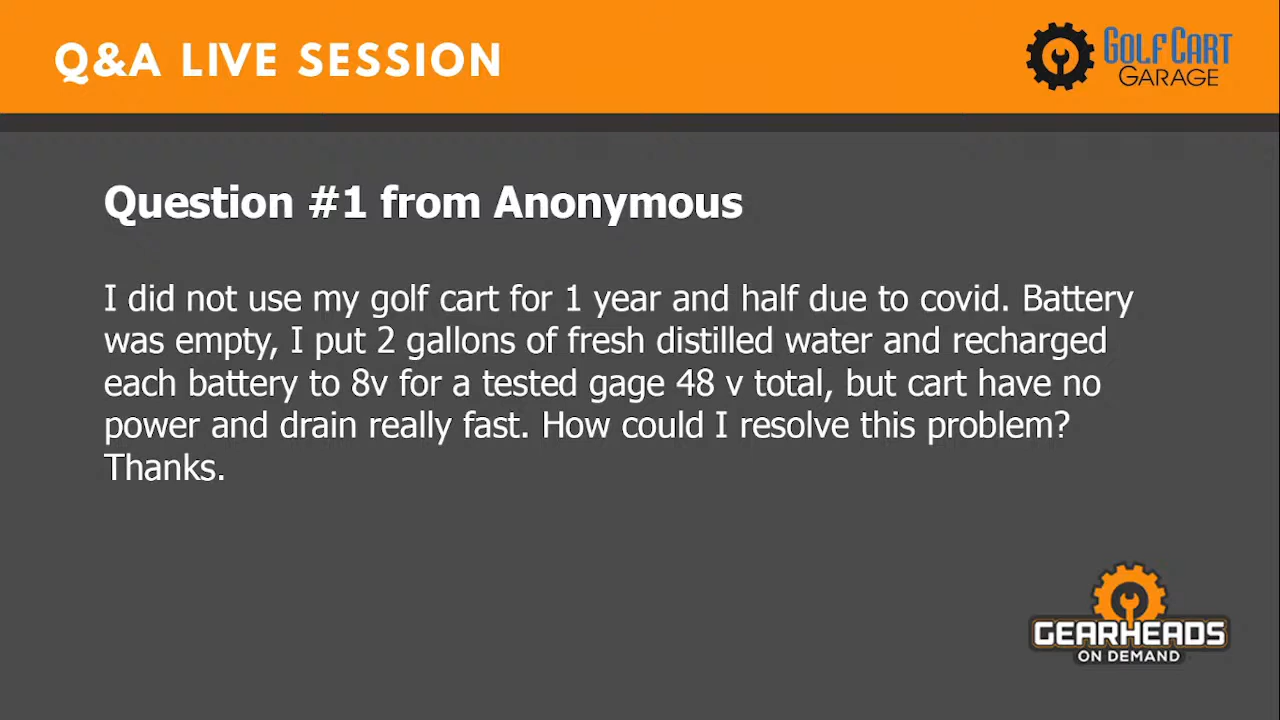 Q&A LIVE SESSION
GOLF CART
GARAGE
Question #1 from Anonymous
I did not use my golf cart for 1 year and half due to covid. Battery
was empty, I put 2 gallons of fresh distilled water and recharged
each battery to 8v for a tested gage 48 v total, but cart have no
power and drain really fast. How could I resolve this problem?
Thanks.
GEARHEADS
ON DEMAND